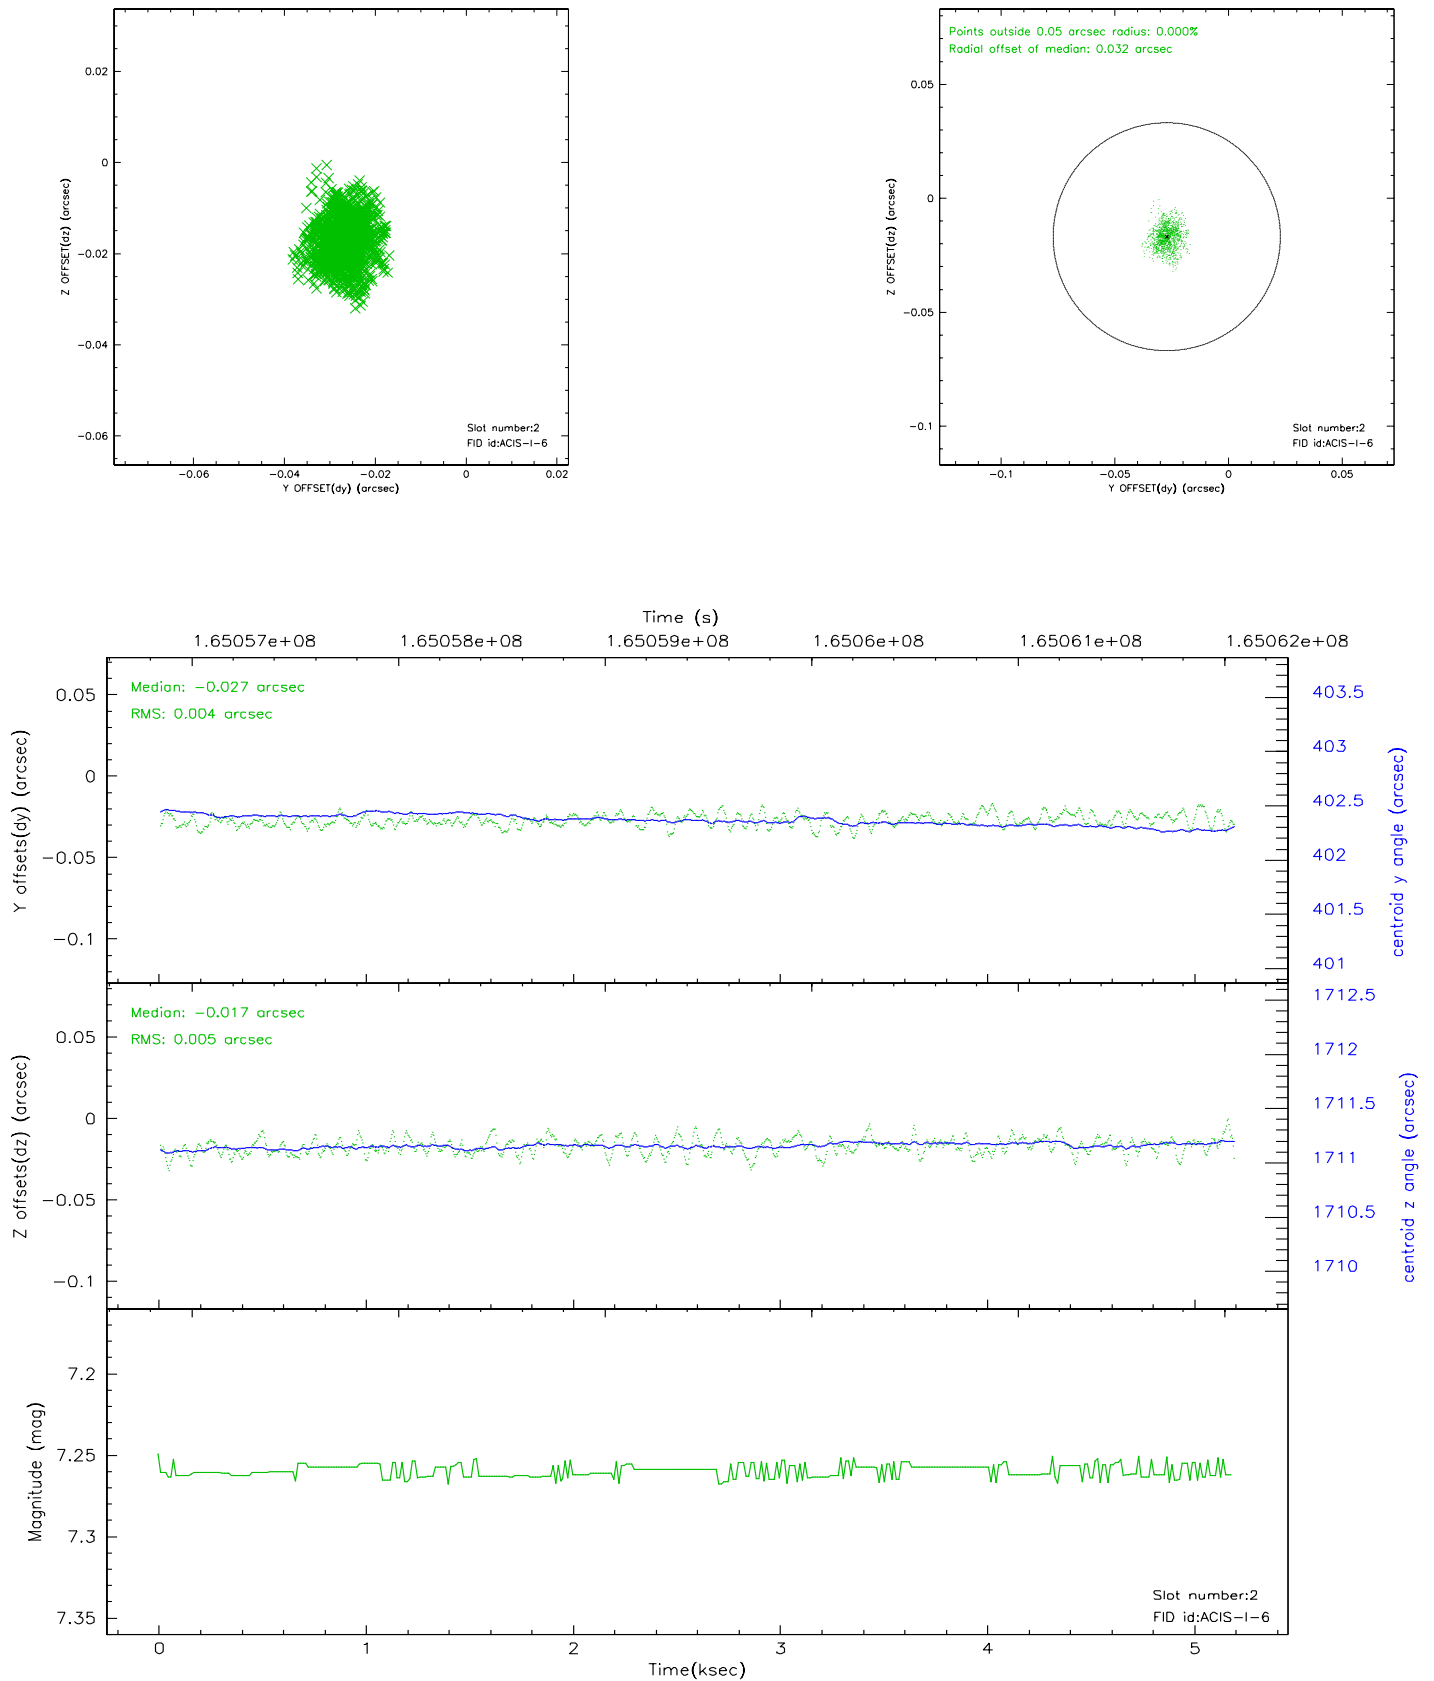 0.02
0
−0.02
−0.04
−0.06
Z OFFSET(dz) (arcsec)
−0.06
−0.04
−0.02
0
0.02
Y OFFSET(dy) (arcsec)
Slot number:2
FID id:ACIS−I−6
Points outside 0.05 arcsec radius: 0.000%
Radial offset of median: 0.032 arcsec
0.05
0
−0.05
−0.1
Z OFFSET(dz) (arcsec)
−0.1
−0.05
0
0.05
Y OFFSET(dy) (arcsec)
Slot number:2
FID id:ACIS−I−6
Time (s)
1.65057e+08
1.65058e+08
1.65059e+08
1.6506e+08
1.65061e+08
1.65062e+08
Median: −0.027 arcsec
RMS: 0.004 arcsec
0.05
0
−0.05
−0.1
Y offsets(dy) (arcsec)
403.5
403
402.5
402
401.5
401
centroid y angle (arcsec)
Median: −0.017 arcsec
RMS: 0.005 arcsec
0.05
0
−0.05
−0.1
Z offsets(dz) (arcsec)
1712.5
1712
1711.5
1711
1710.5
1710
centroid z angle (arcsec)
7.2
7.25
7.3
7.35
Magnitude (mag)
Slot number:2
FID id:ACIS−I−6
0
1
2
3
4
5
Time(ksec)